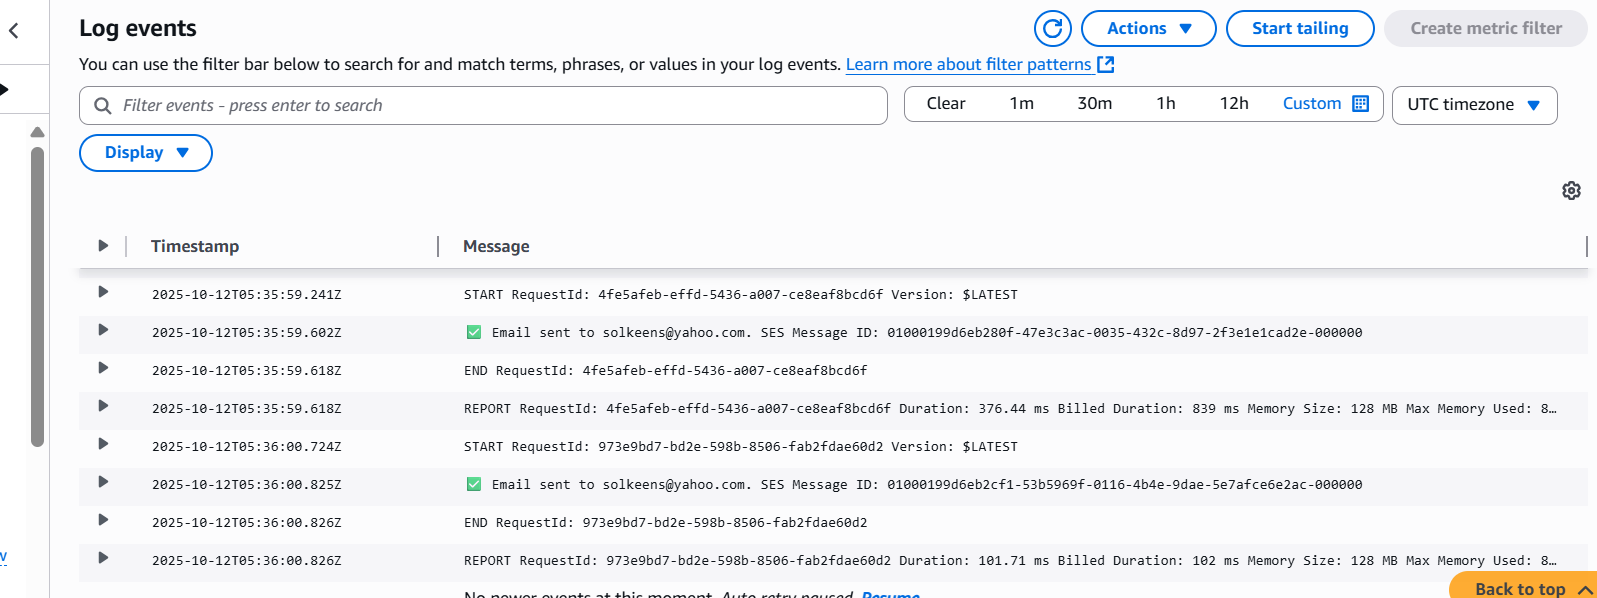 Log events
Actions
Start tailing
Create metric filter
You can use the filter bar below to search for and match terms, phrases, or values in your log events. Learn more about filter patterns
Filter events - press enter to search
Clear 1m 30m 1h 12h Custom
UTC timezone
Display
Timestamp Message
2025-10-12T05:35:59.241Z START RequestId: 4fe5afeb-effd-5436-a007-ce8eaf8bcd6f Version: $LATEST
2025-10-12T05:35:59.602Z ✅ Email sent to solkeens@yahoo.com. SES Message ID: 01000199d6eb280f-47e3c3ac-0035-432c-8d97-2f3e1e1cad2e-000000
2025-10-12T05:35:59.618Z END RequestId: 4fe5afeb-effd-5436-a007-ce8eaf8bcd6f
2025-10-12T05:35:59.618Z REPORT RequestId: 4fe5afeb-effd-5436-a007-ce8eaf8bcd6f Duration: 376.44 ms Billed Duration: 839 ms Memory Size: 128 MB Max Memory Used: 8…
2025-10-12T05:36:00.724Z START RequestId: 973e9bd7-bd2e-598b-8506-fab2fdae60d2 Version: $LATEST
2025-10-12T05:36:00.825Z ✅ Email sent to solkeens@yahoo.com. SES Message ID: 01000199d6eb2cf1-53b5969f-0116-4b4e-9dae-5e7afce6e2ac-000000
2025-10-12T05:36:00.826Z END RequestId: 973e9bd7-bd2e-598b-8506-fab2fdae60d2
2025-10-12T05:36:00.826Z REPORT RequestId: 973e9bd7-bd2e-598b-8506-fab2fdae60d2 Duration: 101.71 ms Billed Duration: 102 ms Memory Size: 128 MB Max Memory Used: 8…
No newer events at this moment. Auto retry paused. Resume
Back to top